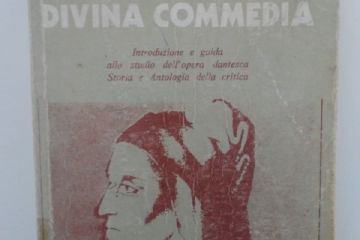 DIVINA COMMEDIA
Introduzione e guida
allo studio dell'opera dantesca
Storia e Antologia della critica